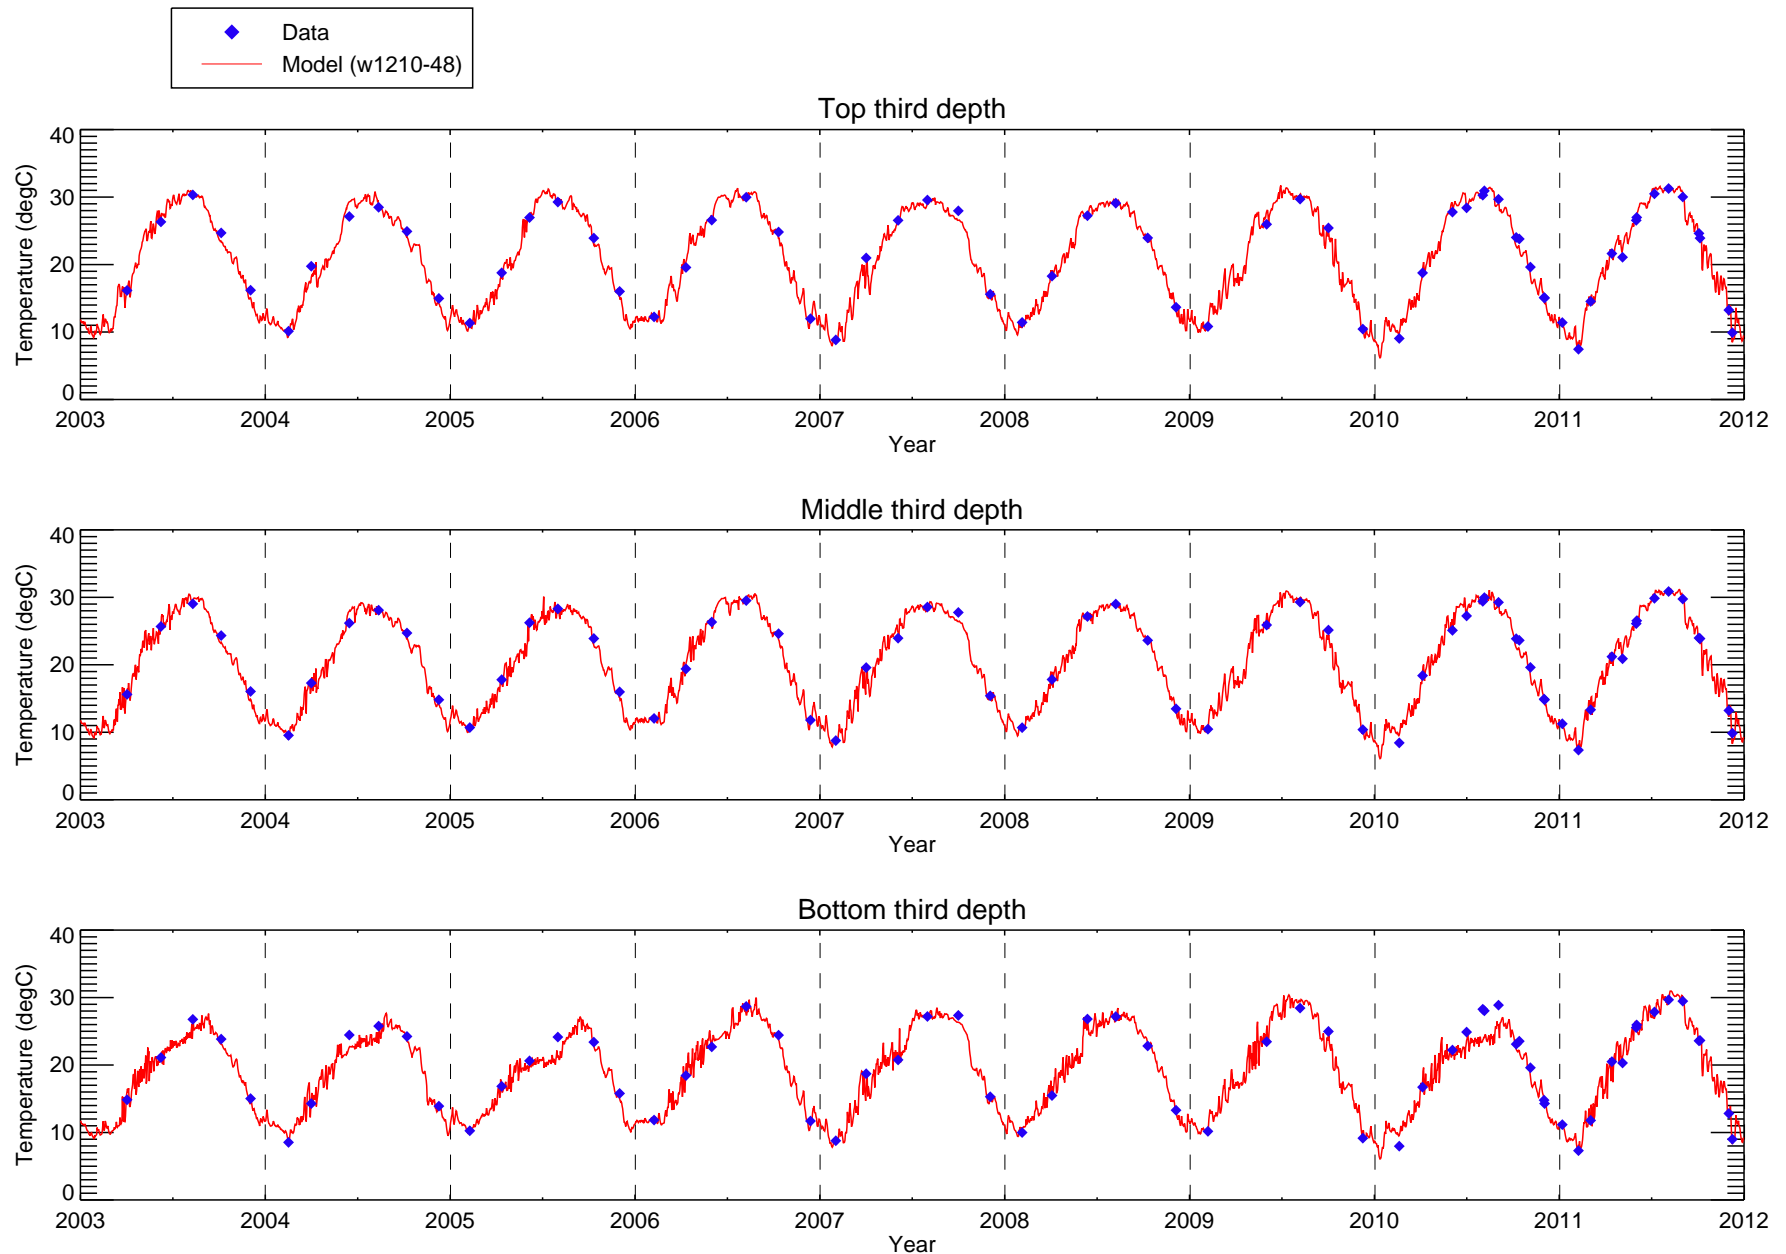 Data
Model (w1210-48)
Top third depth
Temperature (degC)
40
30
20
10
0
2003 2004 2005 2006 2007 2008 2009 2010 2011 2012
Year
Middle third depth
Temperature (degC)
40
30
20
10
0
2003 2004 2005 2006 2007 2008 2009 2010 2011 2012
Year
Bottom third depth
Temperature (degC)
40
30
20
10
0
2003 2004 2005 2006 2007 2008 2009 2010 2011 2012
Year